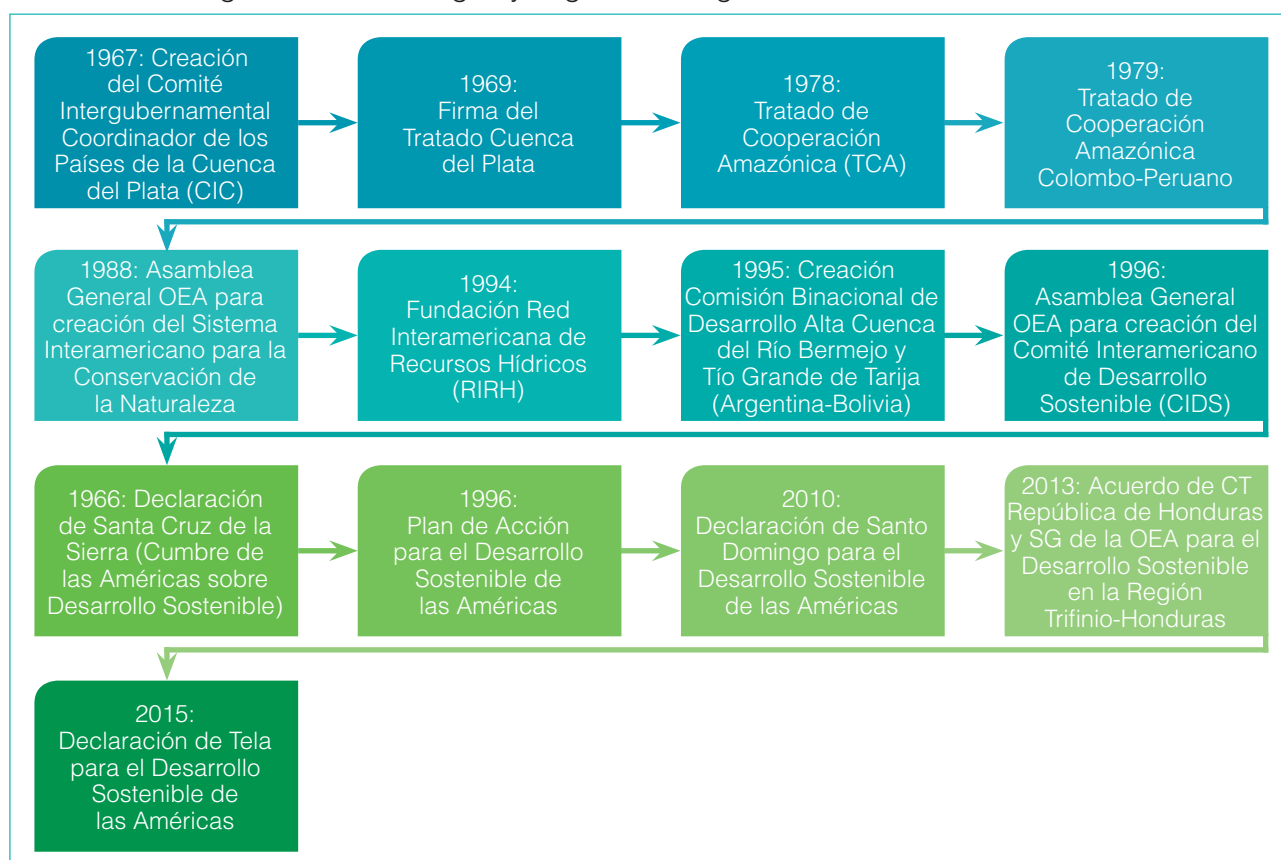 1967: Creación
del Comité
Intergubernamental
Coordinador de los
Países de la Cuenca
del Plata (CIC)
1969:
Firma del
Tratado Cuenca
del Plata
1978:
Tratado de
Cooperación
Amazónica (TCA)
1979:
Tratado de
Cooperación
Amazónica
Colombo-Peruano
1988: Asamblea
General OEA para
creación del Sistema
Interamericano para la
Conservación de
la Naturaleza
1994:
Fundación Red
Interamericana de
Recursos Hídricos
(RIRH)
1995: Creación
Comisión Binacional de
Desarrollo Alta Cuenca
del Río Bermejo y
Tío Grande de Tarija
(Argentina-Bolivia)
1996:
Asamblea General
OEA para creación del
Comité Interamericano
de Desarrollo
Sostenible (CIDS)
1966: Declaración
de Santa Cruz de la
Sierra (Cumbre de
las Américas sobre
Desarrollo Sostenible)
1996:
Plan de Acción
para el Desarrollo
Sostenible de
las Américas
2010:
Declaración de Santo
Domingo para el
Desarrollo Sostenible
de las Américas
2013: Acuerdo de CT
República de Honduras
y SG de la OEA para el
Desarrollo Sostenible
en la Región
Trifinio-Honduras
2015:
Declaración de Tela
para el Desarrollo
Sostenible de
las Américas